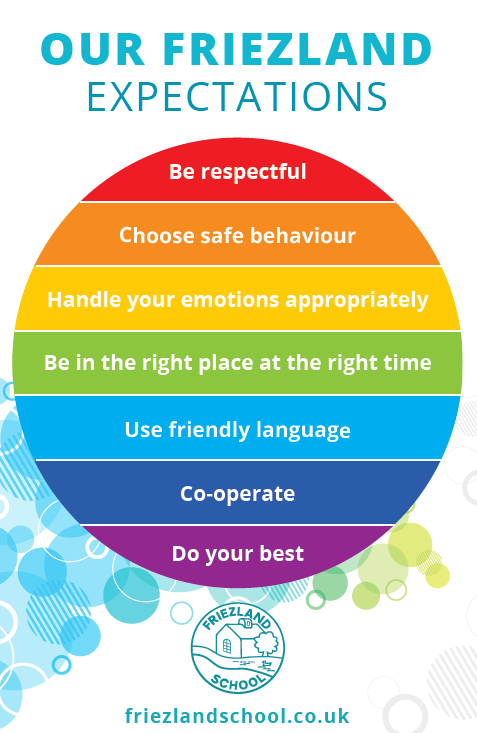 OUR FRIEZLAND
EXPECTATIONS
Be respectful
Choose safe behaviour
Handle your emotions appropriately
Be in the right place at the right time
Use friendly language
Co-operate
Do your best
FRIEZLAND
SCHOOL
friezlandschool.co.uk